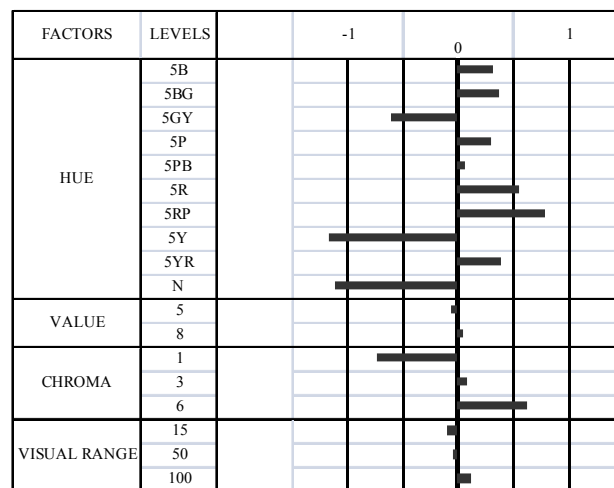 FACTORS LEVELS -1 0 1
5B
5BG
5GY
5P
5PB
HUE 5R
5RP
5Y
5YR
N
VALUE 5
8
1
CHROMA 3
6
15
VISUAL RANGE 50
100